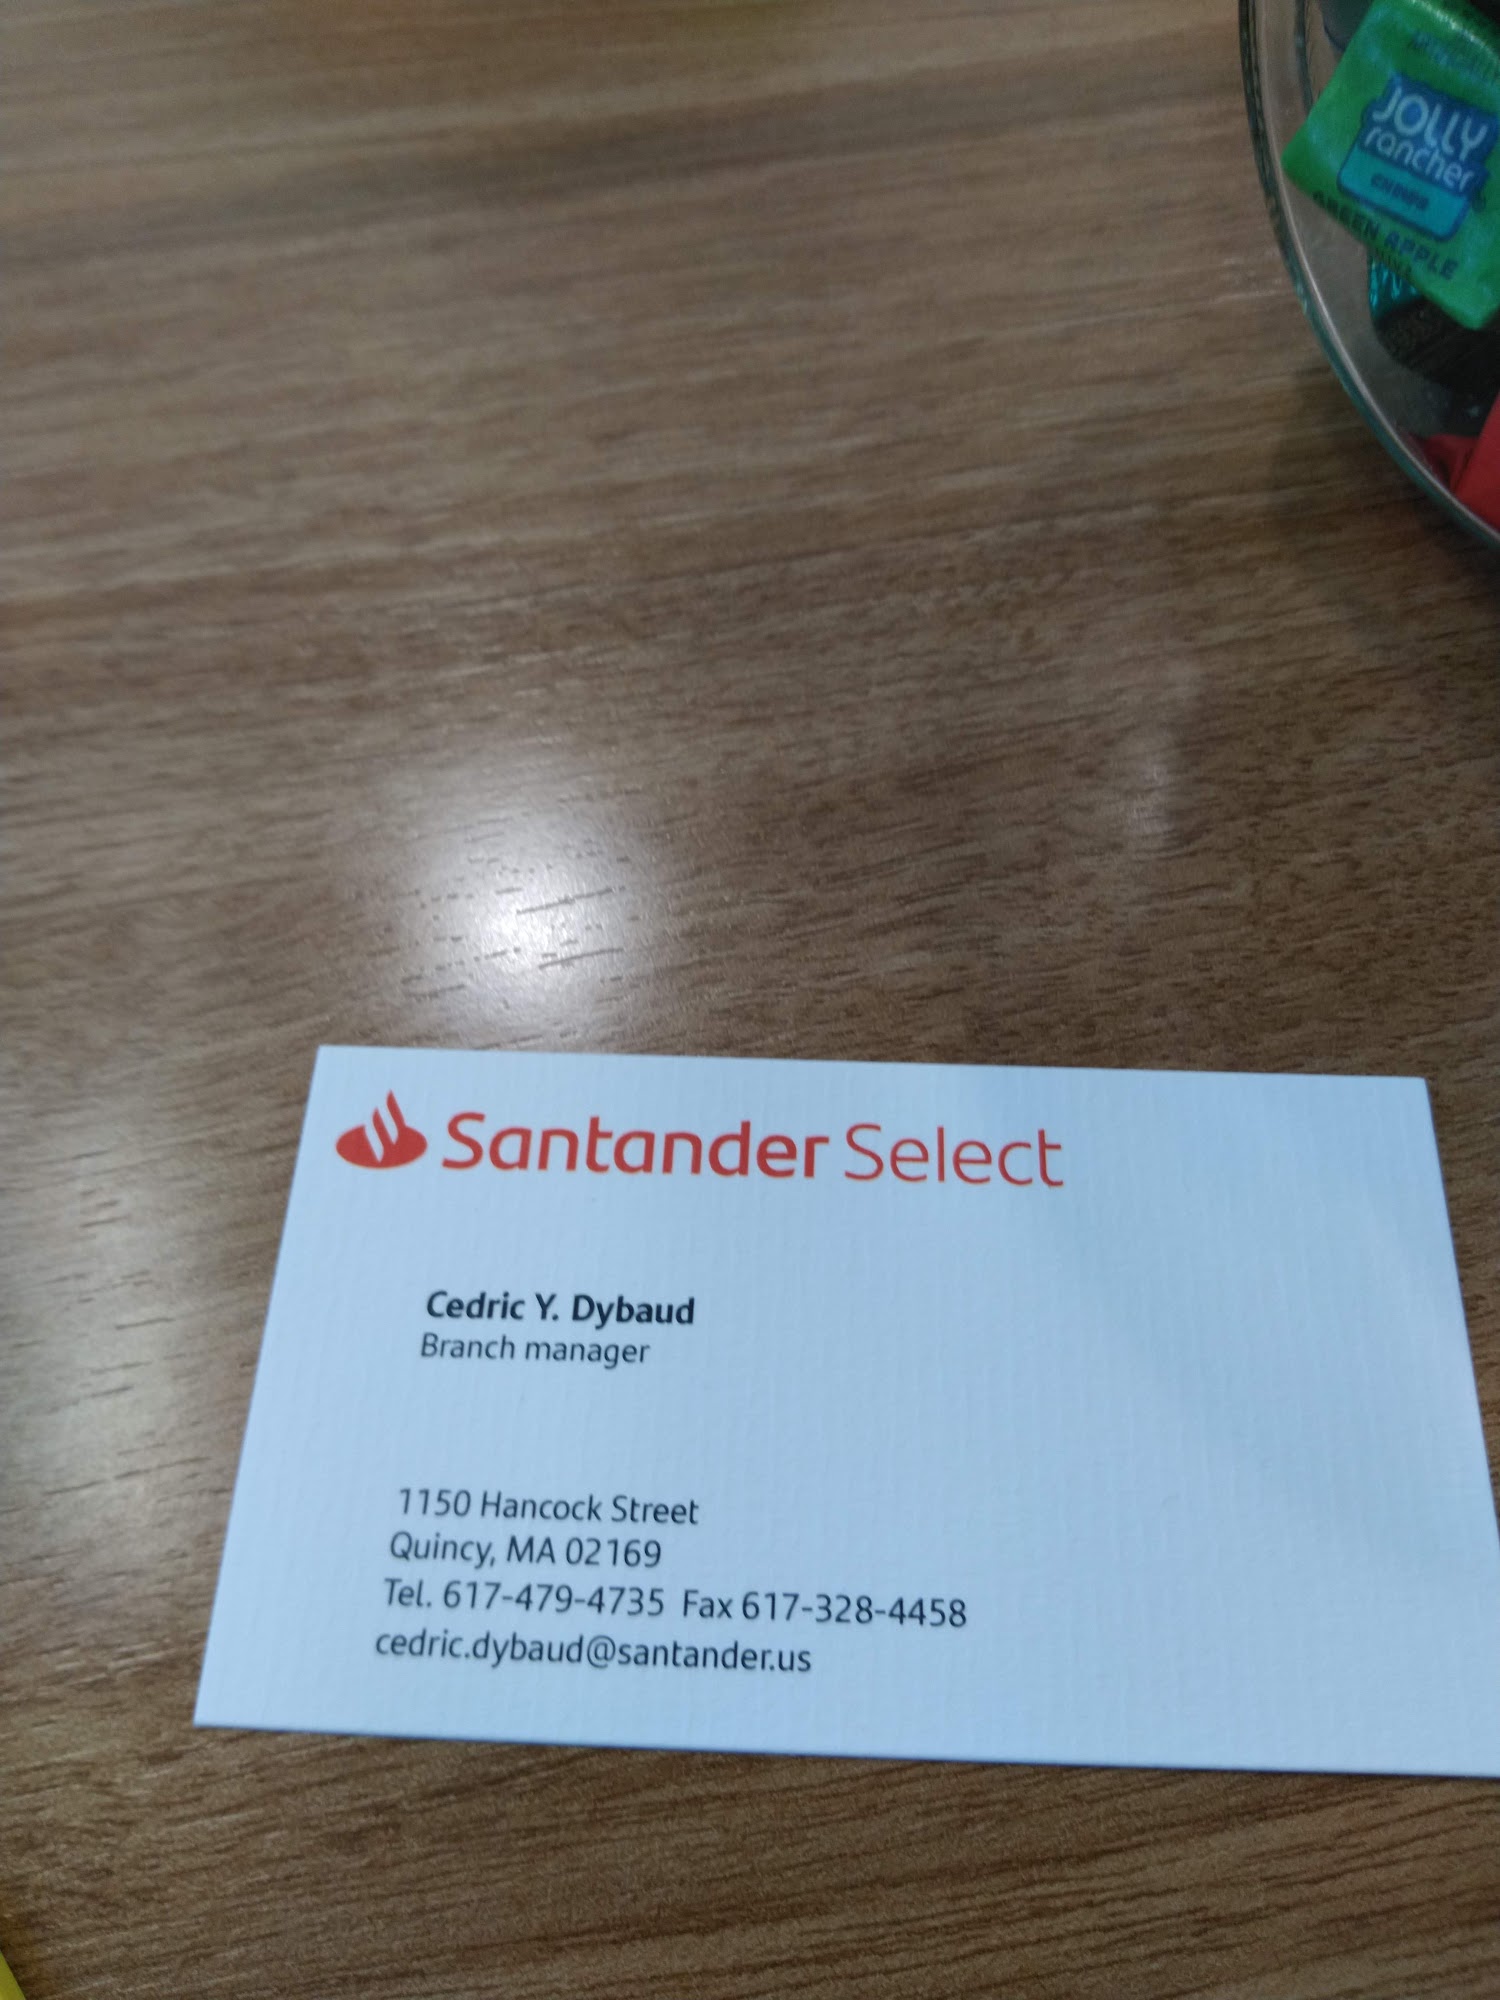 JOLLY
rancher
CHEWS
GREEN APPLE
Santander Select
Cedric Y. Dybaud
Branch manager
1150 Hancock Street
Quincy, MA 02169
Tel. 617-479-4735 Fax 617-328-4458
cedric.dybaud@santander.us